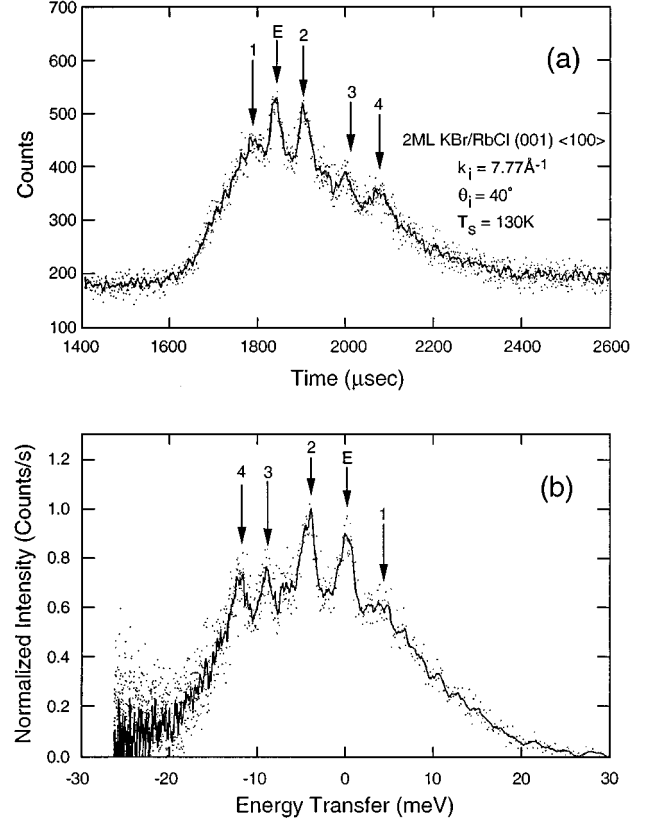 700
600
500
400
300
200
100
Counts
1
E
2
3
4
(a)
2ML KBr/RbCl (001) <100>
kᵢ = 7.77Å⁻¹
θᵢ = 40°
Tₛ = 130K
1400 1600 1800 2000 2200 2400 2600
Time (μsec)
1.2
1.0
0.8
0.6
0.4
0.2
0.0
Normalized Intensity (Counts/s)
4
3
2
E
1
(b)
-30 -20 -10 0 10 20 30
Energy Transfer (meV)